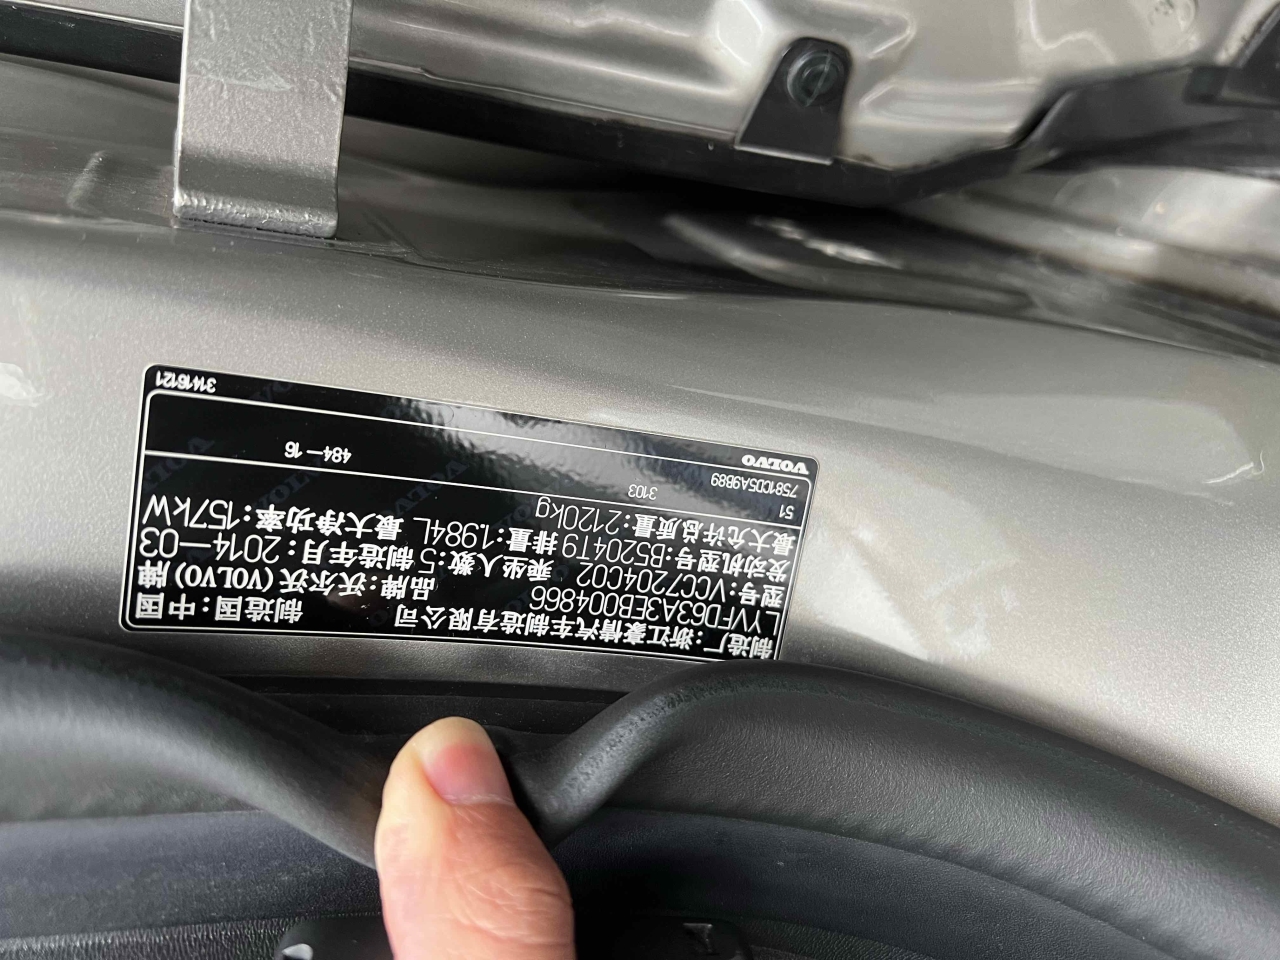 制造厂:浙江豪情汽车制造有限公司 制造国:中国
LYVFD63A3EB004866 品牌:沃尔沃(VOLVO)牌
型号:VCC7204C02 乘坐人数:5 制造年月:2014—03
发动机型号:B5204T9 排量:1.984L 最大净功率:157kW
最大允许总质量:2120kg
51 3103
7581CD5A9B89 484—16
VOLVO
31416121